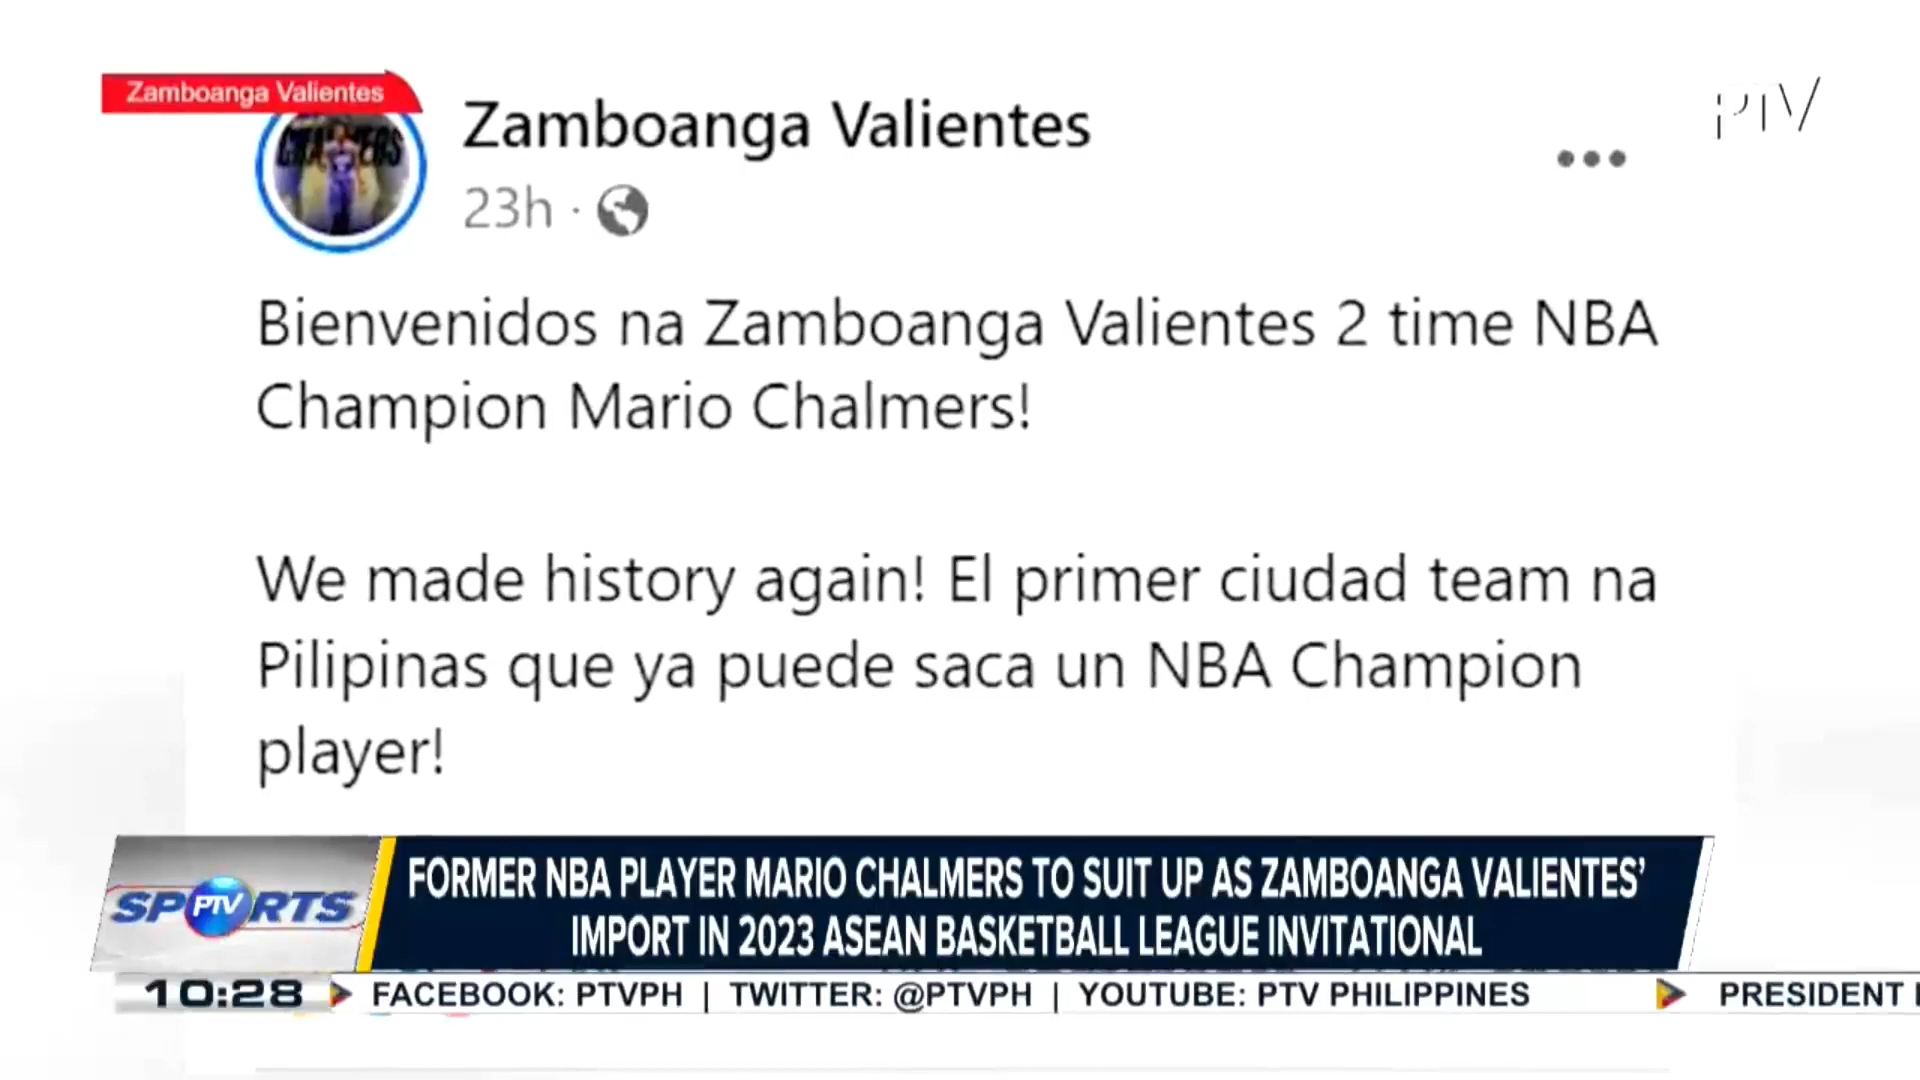 Zamboanga Valientes
PTV
CHALMERS
Zamboanga Valientes
23h ·
Bienvenidos na Zamboanga Valientes 2 time NBA
Champion Mario Chalmers!
We made history again! El primer ciudad team na
Pilipinas que ya puede saca un NBA Champion
player!
SPORTS
PTV
FORMER NBA PLAYER MARIO CHALMERS TO SUIT UP AS ZAMBOANGA VALIENTES’
IMPORT IN 2023 ASEAN BASKETBALL LEAGUE INVITATIONAL
10:28 FACEBOOK: PTVPH | TWITTER: @PTVPH | YOUTUBE: PTV PHILIPPINES PRESIDENT